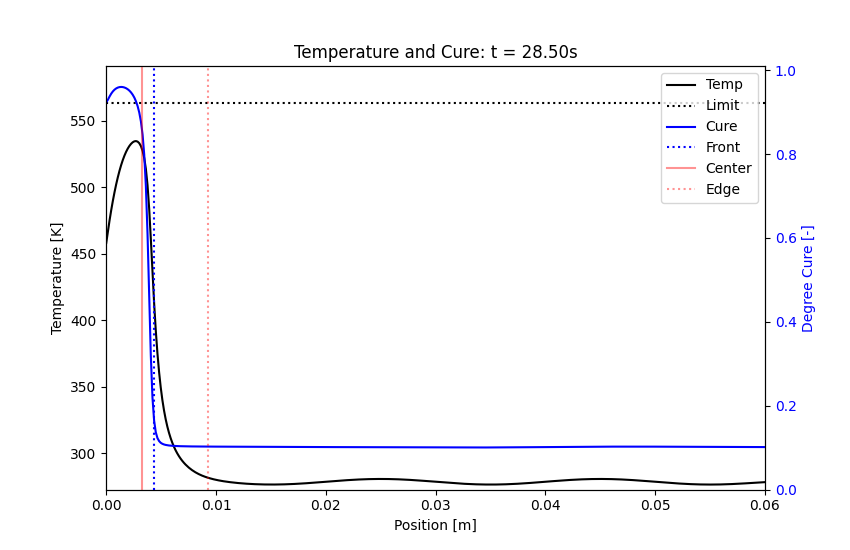 Temperature and Cure: t = 28.50s
Temp
Limit
Cure
Front
Center
Edge
Temperature [K]
550
500
450
400
350
300
Degree Cure [-]
1.0
0.8
0.6
0.4
0.2
0.0
0.00 0.01 0.02 0.03 0.04 0.05 0.06
Position [m]